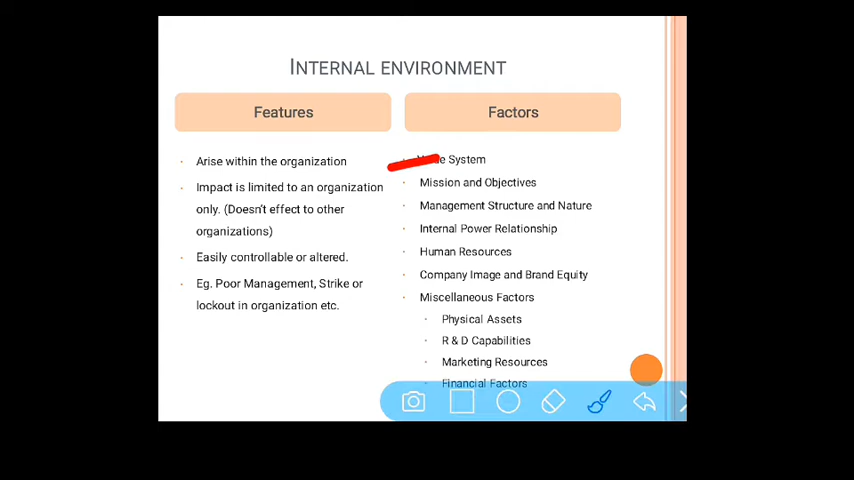 INTERNAL ENVIRONMENT
Features
Arise within the organization
Impact is limited to an organization
only. (Doesn't effect to other
organizations)
Easily controllable or altered.
Eg. Poor Management, Strike or
lockout in organization etc.
Factors
System
Mission and Objectives
Management Structure and Nature
Internal Power Relationship
Human Resources
Company Image and Brand Equity
Miscellaneous Factors
Physical Assets
R & D Capabilities
Marketing Resources
Financial Factors